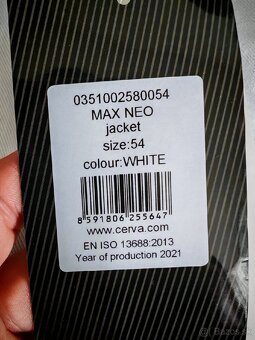 0351002580054
MAX NEO
jacket
size:54
colour:WHITE
8 591806 255647
www.cerva.com
EN ISO 13688:2013
Year of production 2021